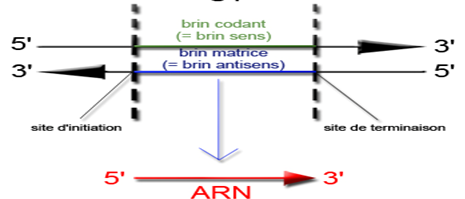 brin codant
(= brin sens)
5' 3'
brin matrice
3' (= brin antisens) 5'
site d'initiation site de terminaison
5' 3'
ARN